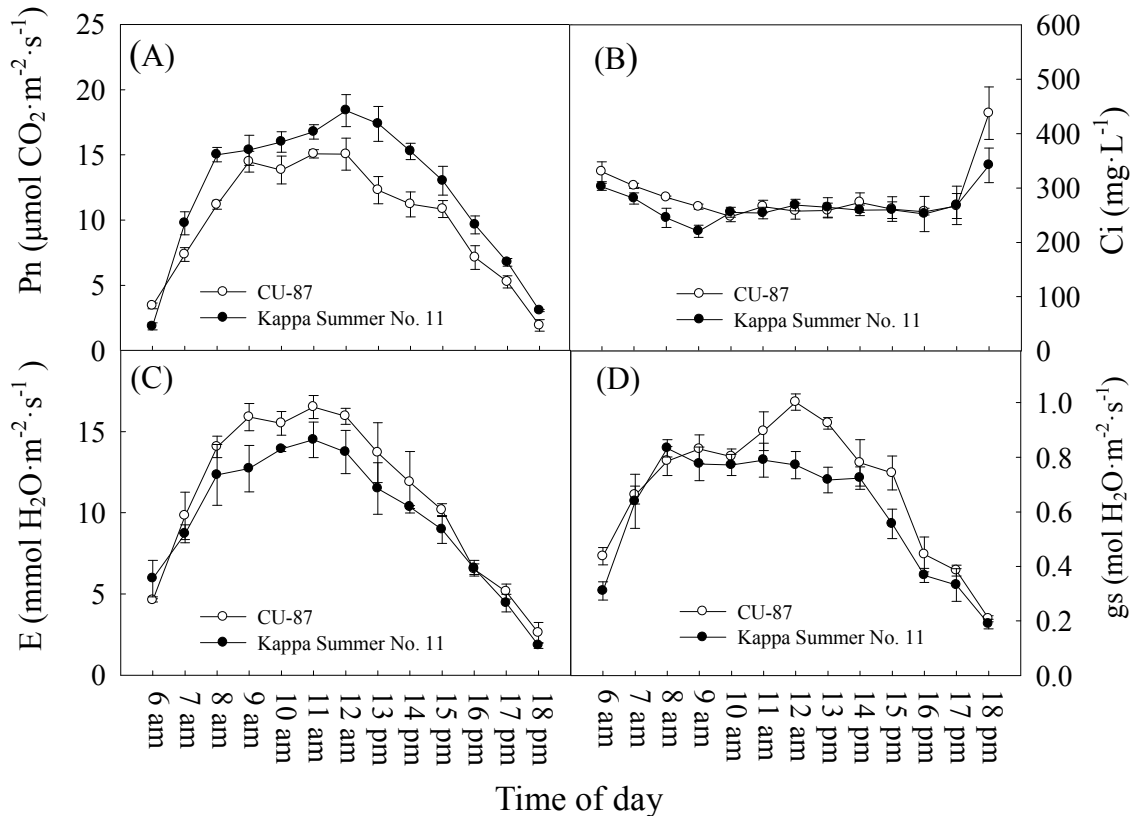 (A)
Pn (μmol CO₂·m⁻²·s⁻¹)
25
20
15
10
5
0
CU-87
Kappa Summer No. 11
(B)
Ci (mg·L⁻¹)
600
500
400
300
200
100
0
CU-87
Kappa Summer No. 11
(C)
E (mmol H₂O·m⁻²·s⁻¹)
15
10
5
0
CU-87
Kappa Summer No. 11
(D)
gs (mol H₂O·m⁻²·s⁻¹)
1.0
0.8
0.6
0.4
0.2
0.0
CU-87
Kappa Summer No. 11
6 am
7 am
8 am
9 am
10 am
11 am
12 am
13 pm
14 pm
15 pm
16 pm
17 pm
18 pm
6 am
7 am
8 am
9 am
10 am
11 am
12 am
13 pm
14 pm
15 pm
16 pm
17 pm
18 pm
Time of day